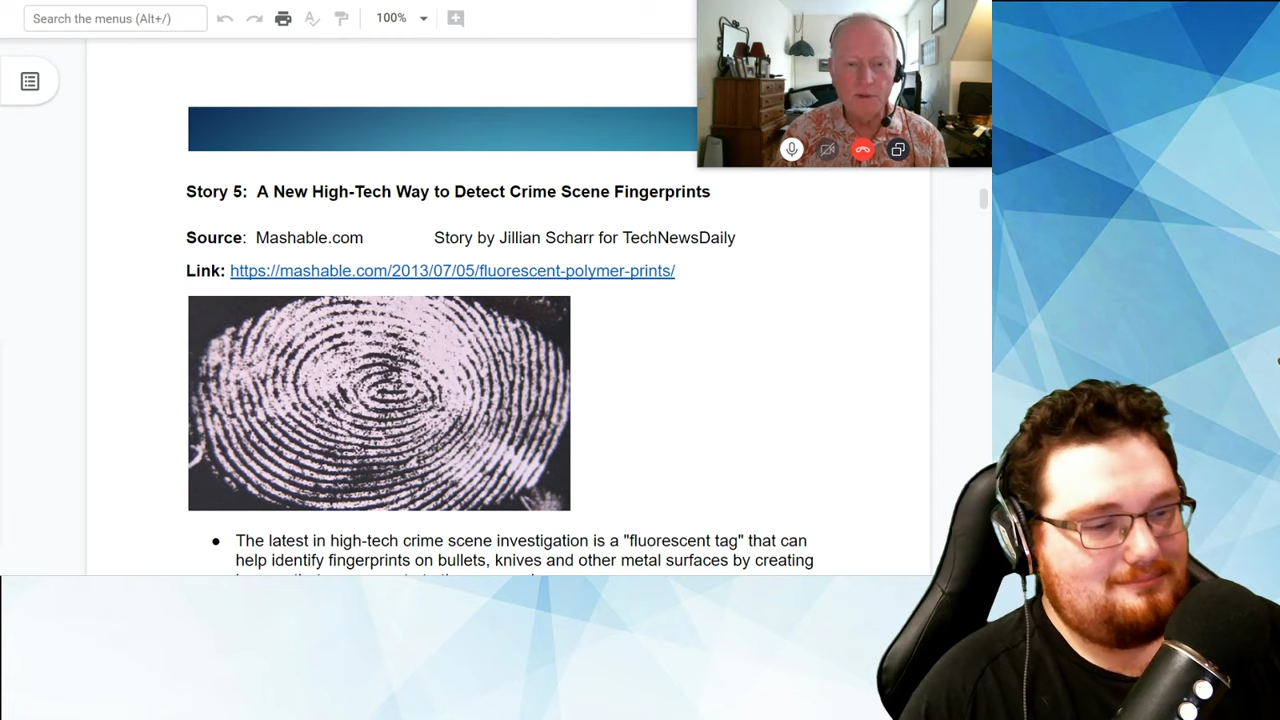 Search the menus (Alt+/)
100%
Story 5: A New High-Tech Way to Detect Crime Scene Fingerprints
Source: Mashable.com Story by Jillian Scharr for TechNewsDaily
Link: https://mashable.com/2013/07/05/fluorescent-polymer-prints/
● The latest in high-tech crime scene investigation is a "fluorescent tag" that can
help identify fingerprints on bullets, knives and other metal surfaces by creating